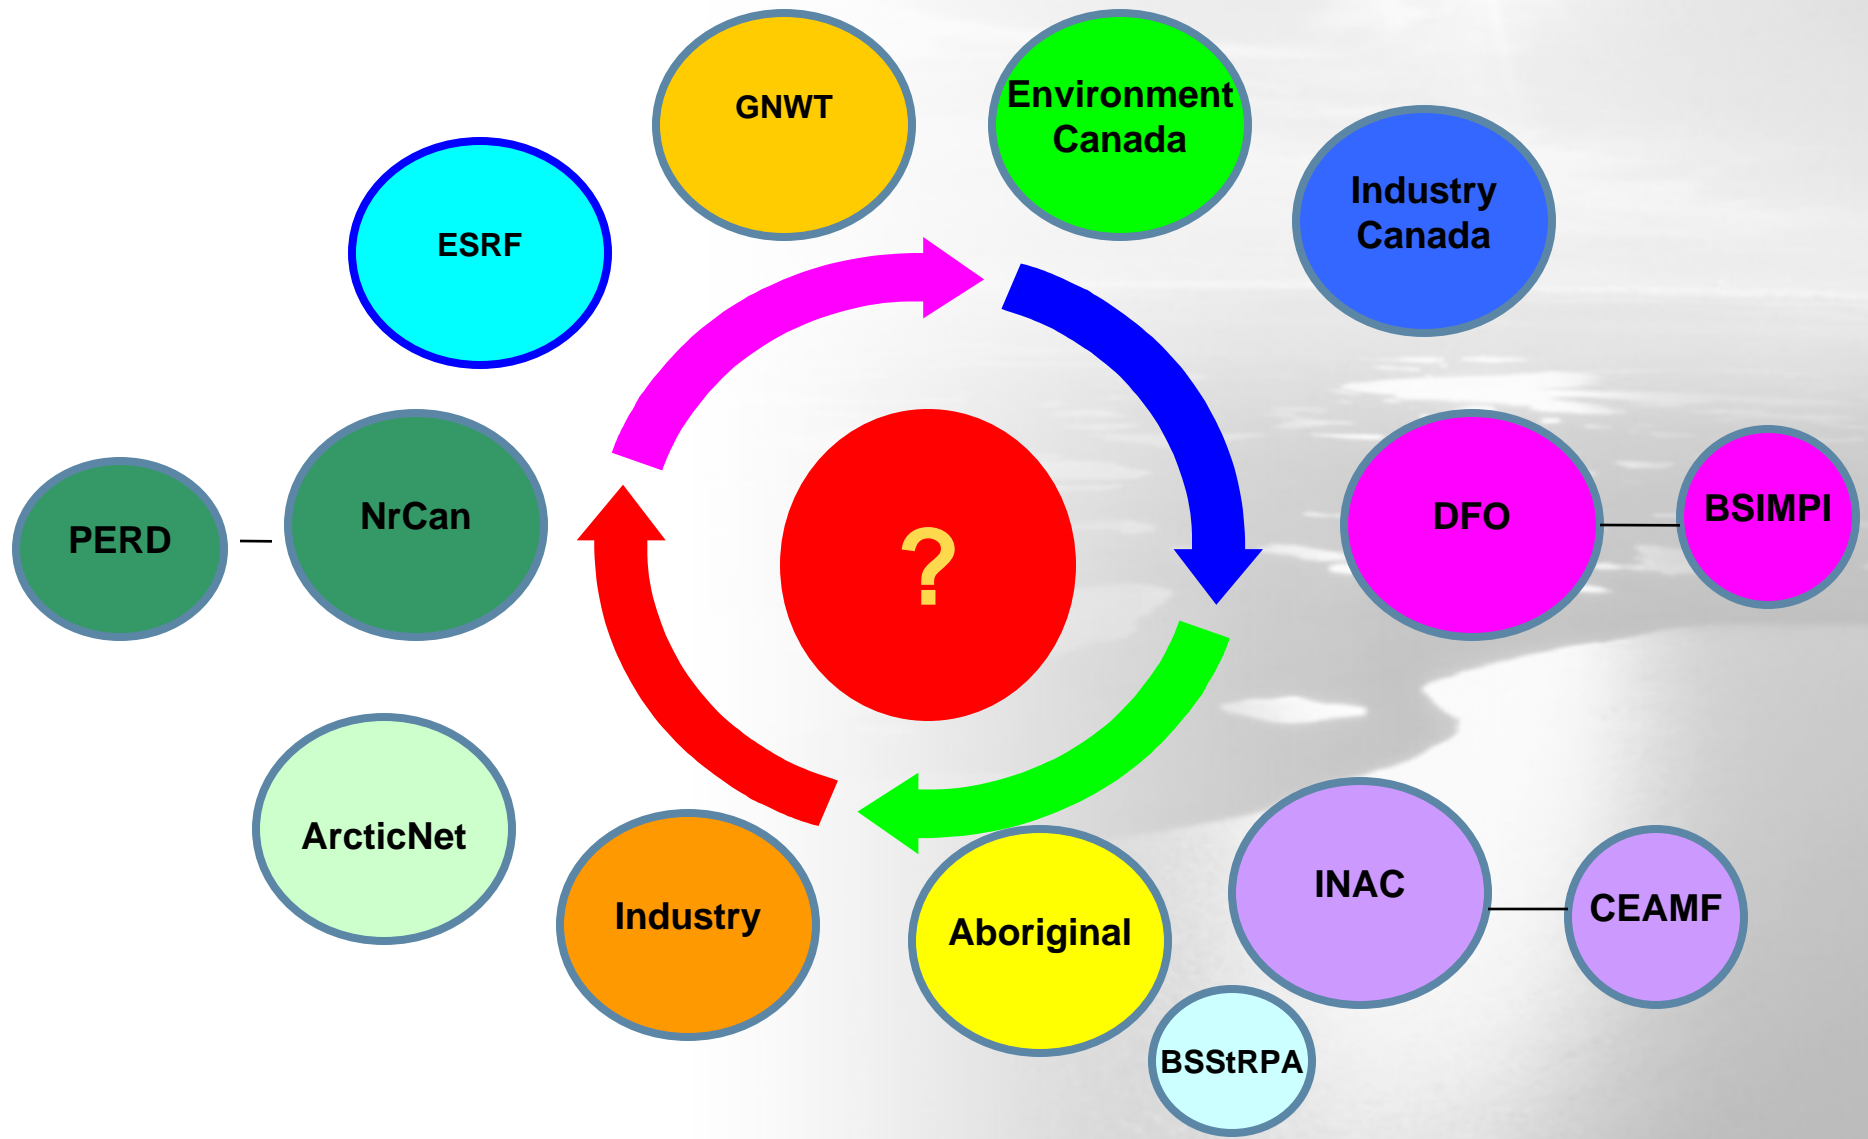 GNWT
Environment
Canada
Industry
Canada
ESRF
PERD
NrCan
?
DFO
BSIMPI
ArcticNet
Industry
Aboriginal
INAC
CEAMF
BSStRPA